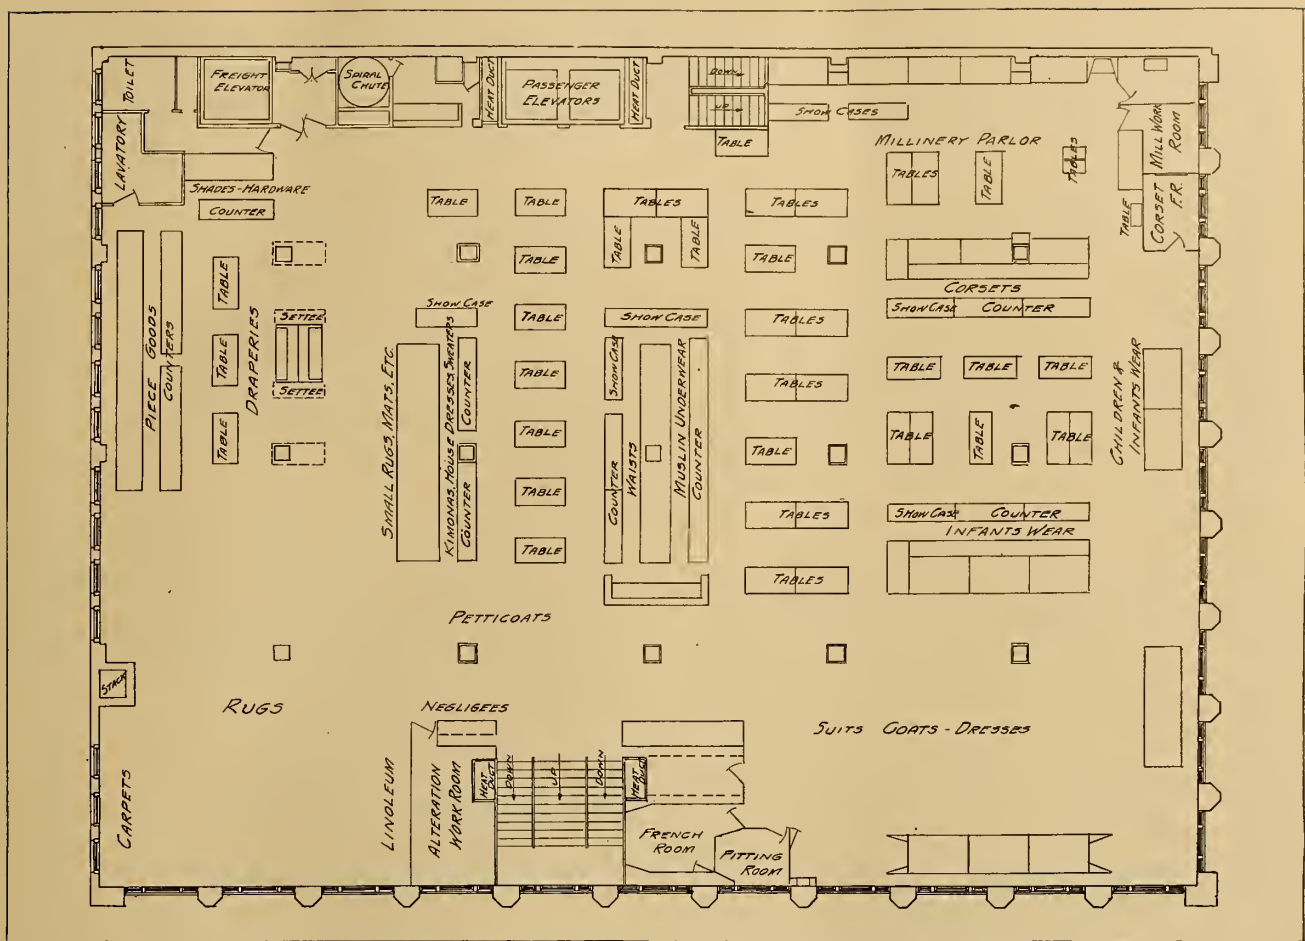 TOILET
FREIGHT
ELEVATOR
SPIRAL
CHUTE
HEAT DUCT
PASSENGER
ELEVATORS
HEAT DUCT
DOWN
UP
TABLE
SHOW CASES
MILLINERY PARLOR
TABLES
TABLE
TABLES
MILL WORK
ROOM
LAVATORY
SHADES-HARDWARE
COUNTER
TABLE
TABLE
TABLES
TABLE
TABLE
TABLES
TABLE
CORSET
F.R.
PIECE GOODS
COUNTERS
TABLE
TABLE
TABLE
DRAPERIES
SETTEE
SETTEE
TABLE
TABLE
CORSETS
SHOW CASE
COUNTER
SHOW CASE
TABLE
SHOW CASE
TABLES
SMALL RUGS, MATS, ETC.
KIMONAS, HOUSE DRESSES, SWEATERS
COUNTER
COUNTER
TABLE
TABLE
TABLE
TABLE
SHOW CASE
COUNTER
WAISTS
MUSLIN UNDERWEAR
COUNTER
TABLES
TABLE
TABLES
TABLES
TABLE
TABLE
TABLE
TABLES
TABLE
TABLE
CHILDREN &
INFANTS WEAR
SHOW CASE
COUNTER
INFANTS WEAR
PETTICOATS
STACK
RUGS
NEGLIGEES
SUITS COATS - DRESSES
CARPETS
LINOLEUM
ALTERATION
WORK ROOM
HEAT
DUCT
DOWN
UP
DOWN
HEAT
DUCT
FRENCH
ROOM
FITTING
ROOM